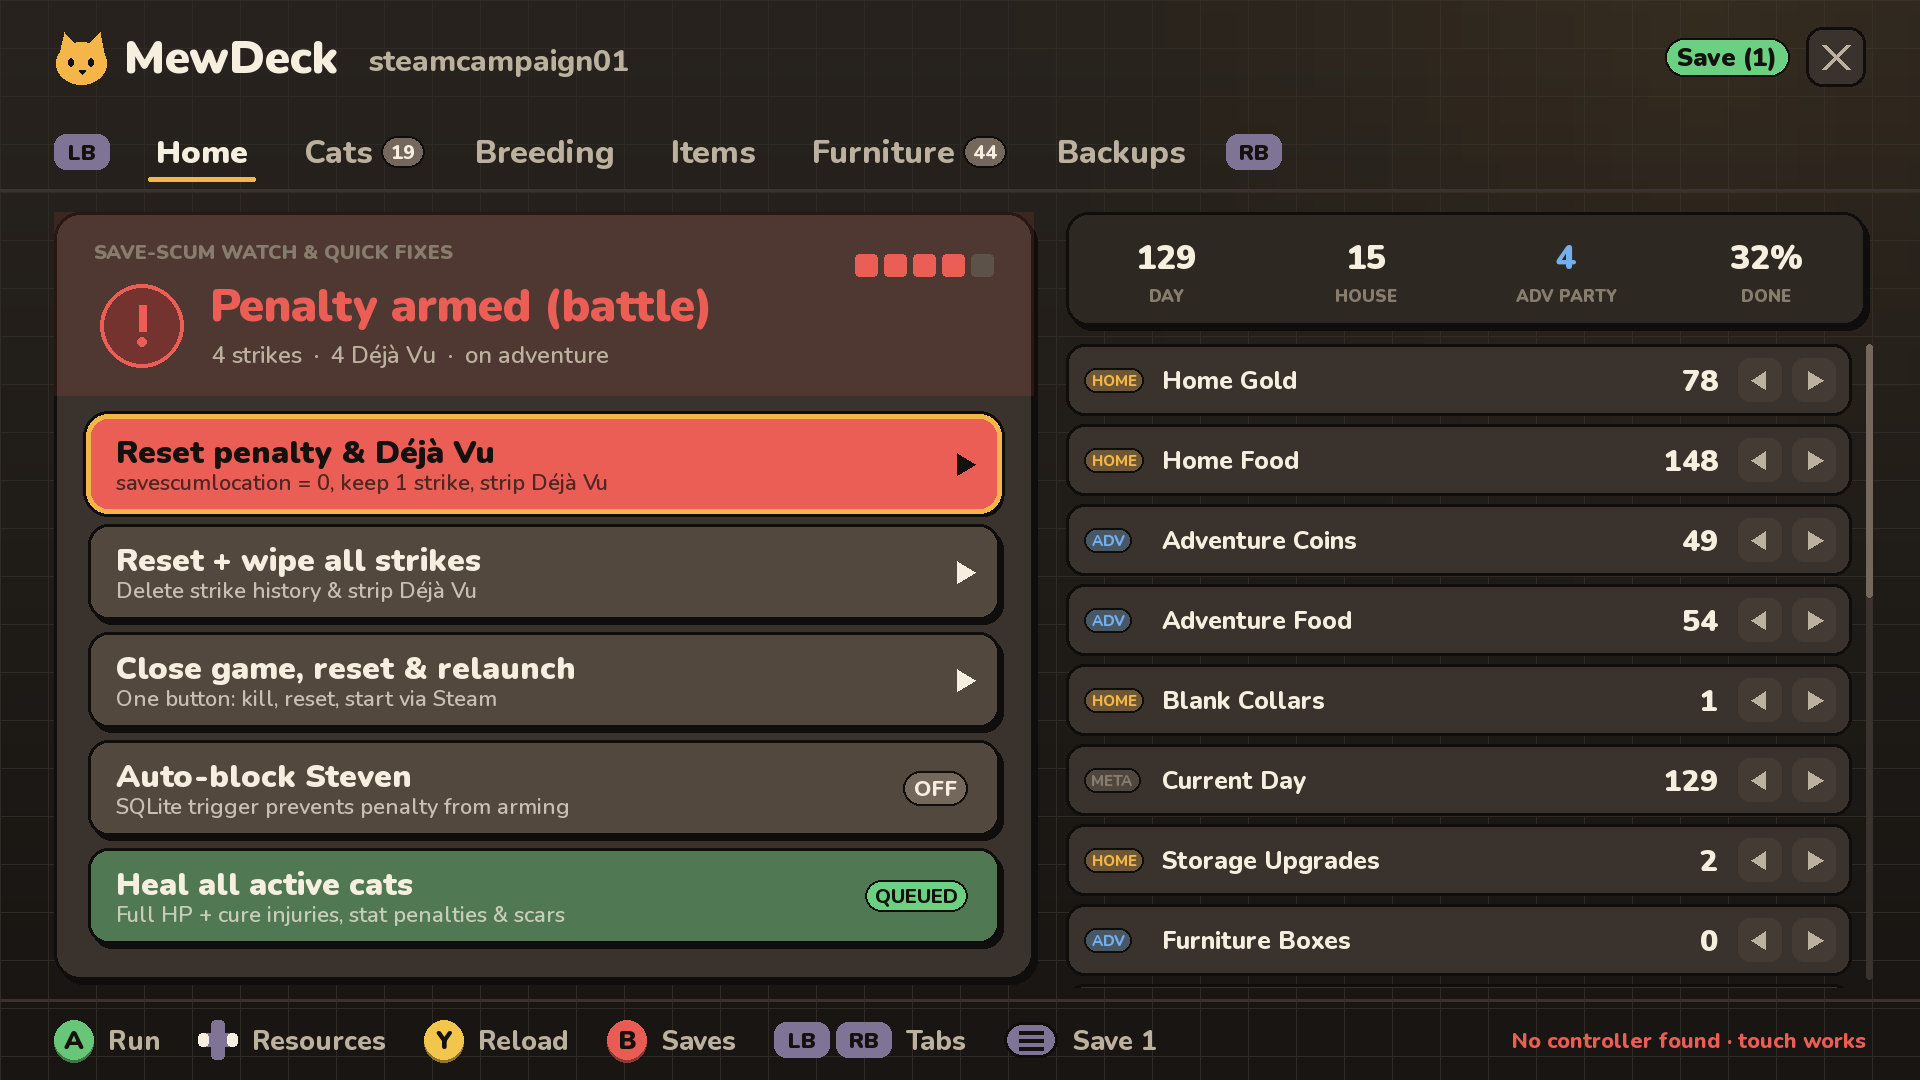 MewDeck steamcampaign01 Save (1)
LB Home Cats 19 Breeding Items Furniture 44 Backups RB
SAVE-SCUM WATCH & QUICK FIXES
! Penalty armed (battle)
4 strikes · 4 Déjà Vu · on adventure
Reset penalty & Déjà Vu
savescumlocation = 0, keep 1 strike, strip Déjà Vu
Reset + wipe all strikes
Delete strike history & strip Déjà Vu
Close game, reset & relaunch
One button: kill, reset, start via Steam
Auto-block Steven
SQLite trigger prevents penalty from arming
OFF
Heal all active cats
Full HP + cure injuries, stat penalties & scars
QUEUED
129 15 4 32%
DAY HOUSE ADV PARTY DONE
HOME Home Gold 78
HOME Home Food 148
ADV Adventure Coins 49
ADV Adventure Food 54
HOME Blank Collars 1
META Current Day 129
HOME Storage Upgrades 2
ADV Furniture Boxes 0
A Run Resources Y Reload B Saves LB RB Tabs Save 1 No controller found · touch works